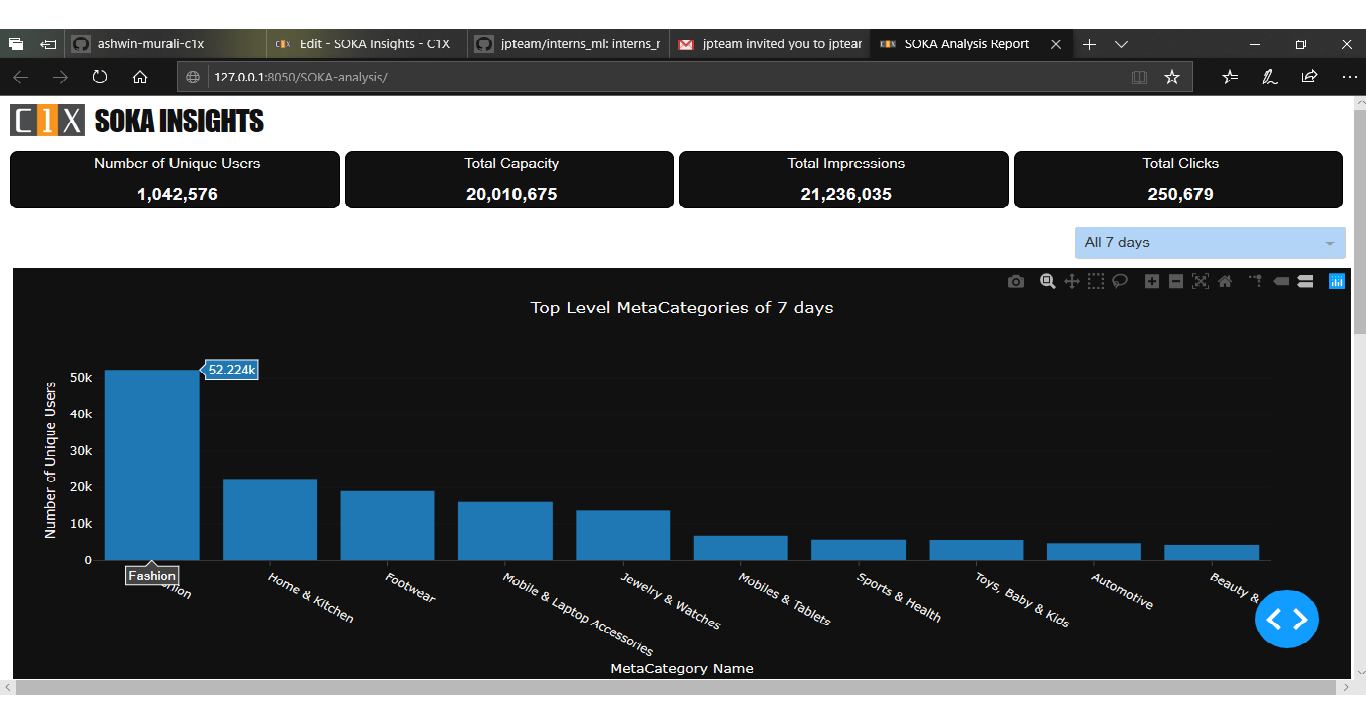 ashwin-murali-c1x
C1X Edit - SOKA Insights - C1X
jpteam/interns_ml: interns_r
jpteam invited you to jptear
C1X SOKA Analysis Report
127.0.0.1:8050/SOKA-analysis/
C1X SOKA INSIGHTS
Number of Unique Users
1,042,576
Total Capacity
20,010,675
Total Impressions
21,236,035
Total Clicks
250,679
All 7 days
Top Level MetaCategories of 7 days
Number of Unique Users
50k
40k
30k
20k
10k
0
52.224k
Fashion
Home & Kitchen
Footwear
Mobile & Laptop Accessories
Jewelry & Watches
Mobiles & Tablets
Sports & Health
Toys, Baby & Kids
Automotive
Beauty &
MetaCategory Name